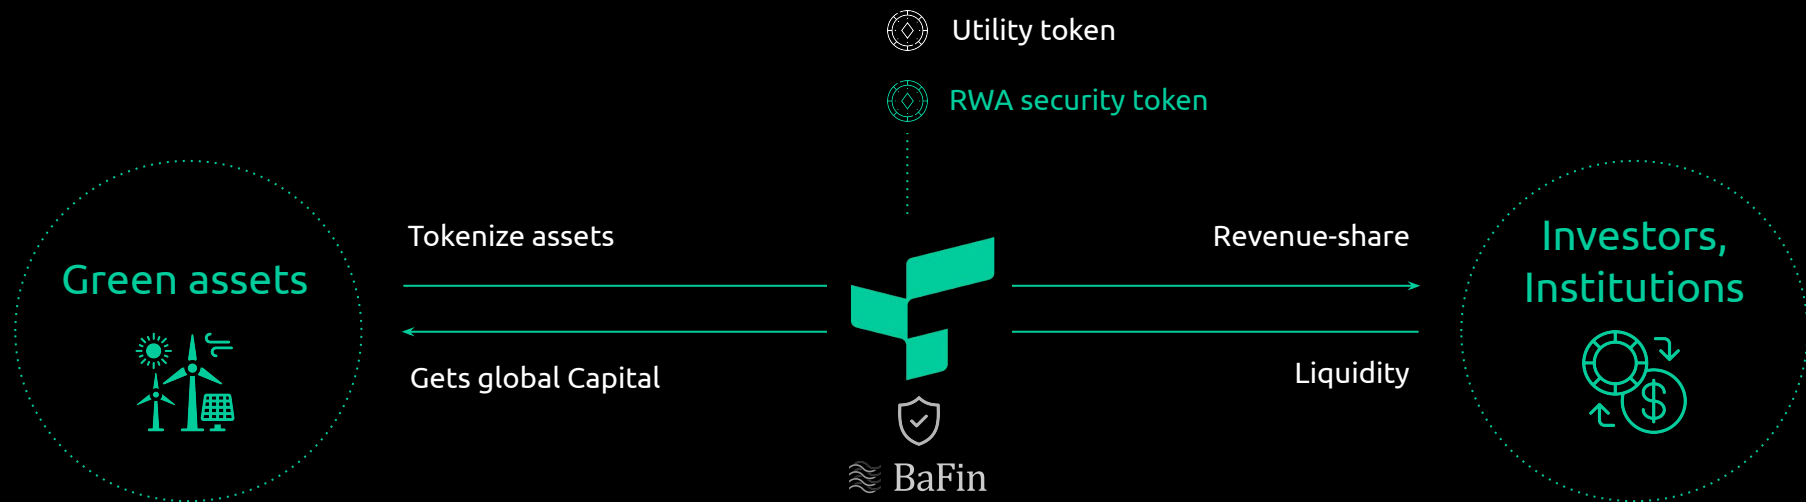 Utility token
RWA security token
Green assets
Tokenize assets
Gets global Capital
Revenue-share
Liquidity
Investors,
Institutions
BaFin